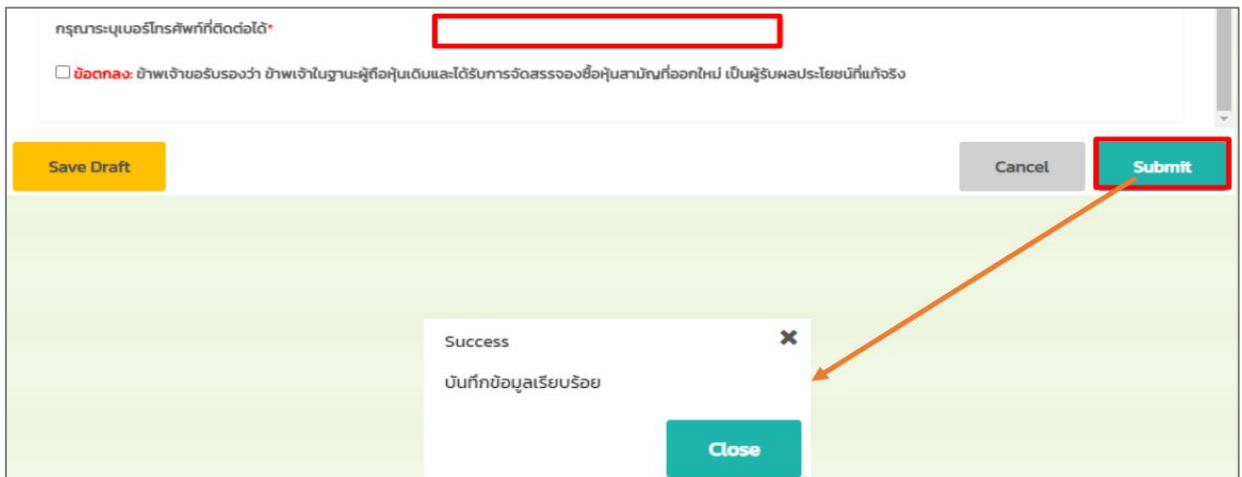 กรุณาระบุเบอร์โทรศัพท์ที่ติดต่อได้*
ข้อตกลง: ข้าพเจ้าขอรับรองว่า ข้าพเจ้าในฐานะผู้ถือหุ้นเดิมและได้รับการจัดสรรจองซื้อหุ้นสามัญที่ออกใหม่ เป็นผู้รับผลประโยชน์ที่แท้จริง
Save Draft
Cancel
Submit
Success
บันทึกข้อมูลเรียบร้อย
Close